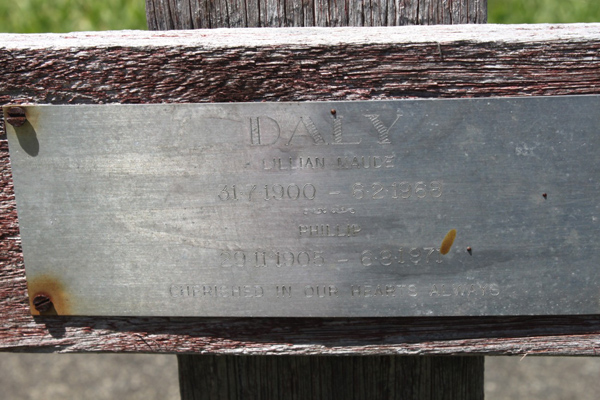 DALY
LILLIAN MAUDE
31.7.1900 - 8.2.1965
PHILLIP
CHERISHED IN OUR HEARTS ALWAYS